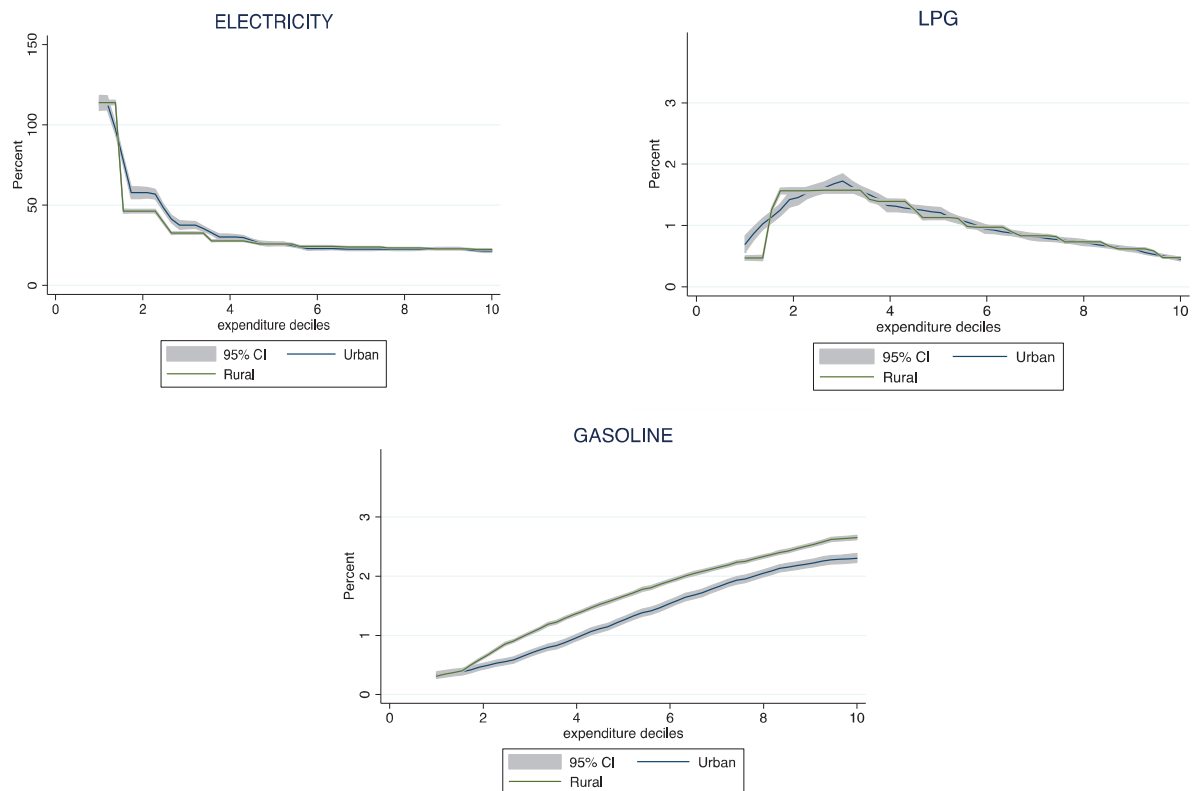 ELECTRICITY
Percent
150
100
50
0
0 2 4 6 8 10
expenditure deciles
95% CI Urban
Rural
LPG
Percent
3
2
1
0
0 2 4 6 8 10
expenditure deciles
95% CI Urban
Rural
GASOLINE
Percent
3
2
1
0
0 2 4 6 8 10
expenditure deciles
95% CI Urban
Rural